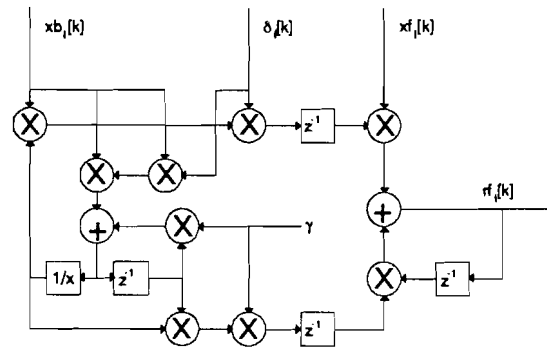 xb_i[k]
δ_i[k]
xf_i[k]
z⁻¹
rf_i[k]
γ
1/x
z⁻¹
z⁻¹
z⁻¹